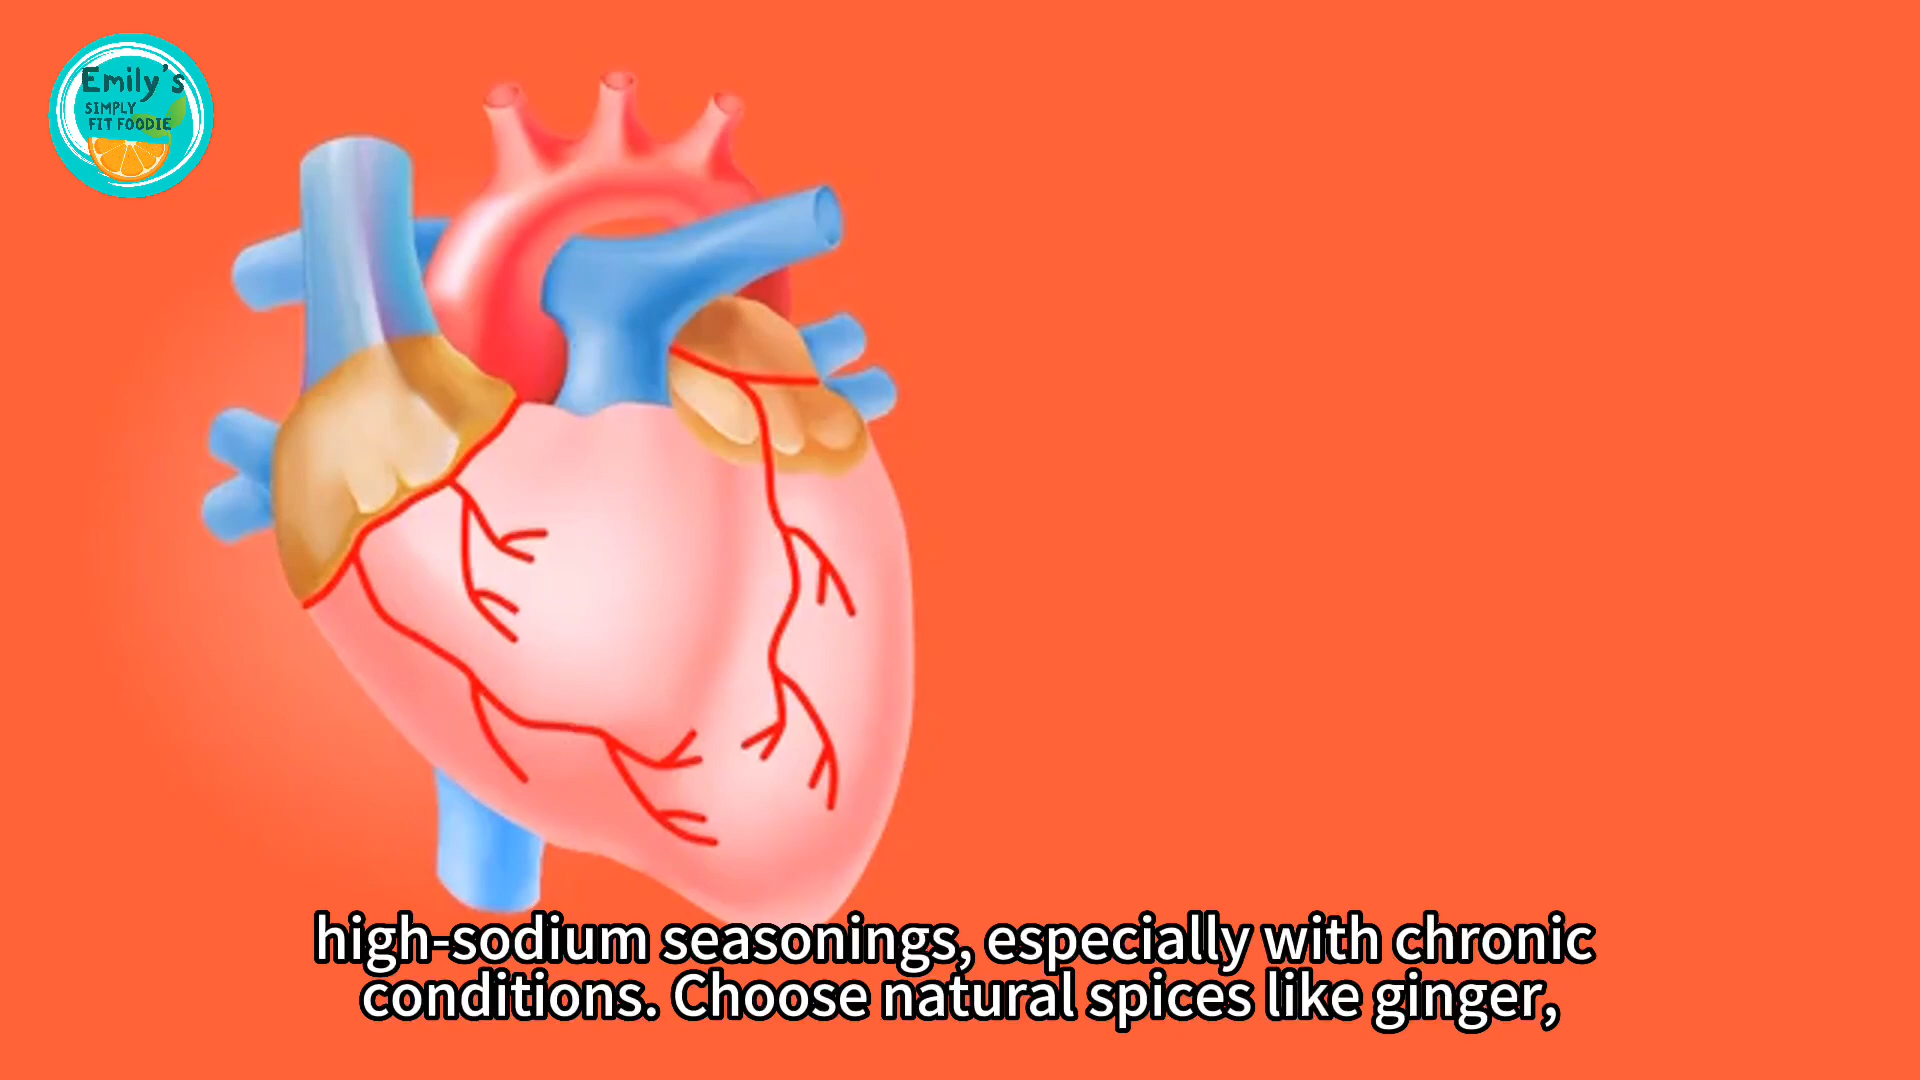 Emily's
SIMPLY
FIT FOODIE
high-sodium seasonings, especially with chronic
conditions. Choose natural spices like ginger,